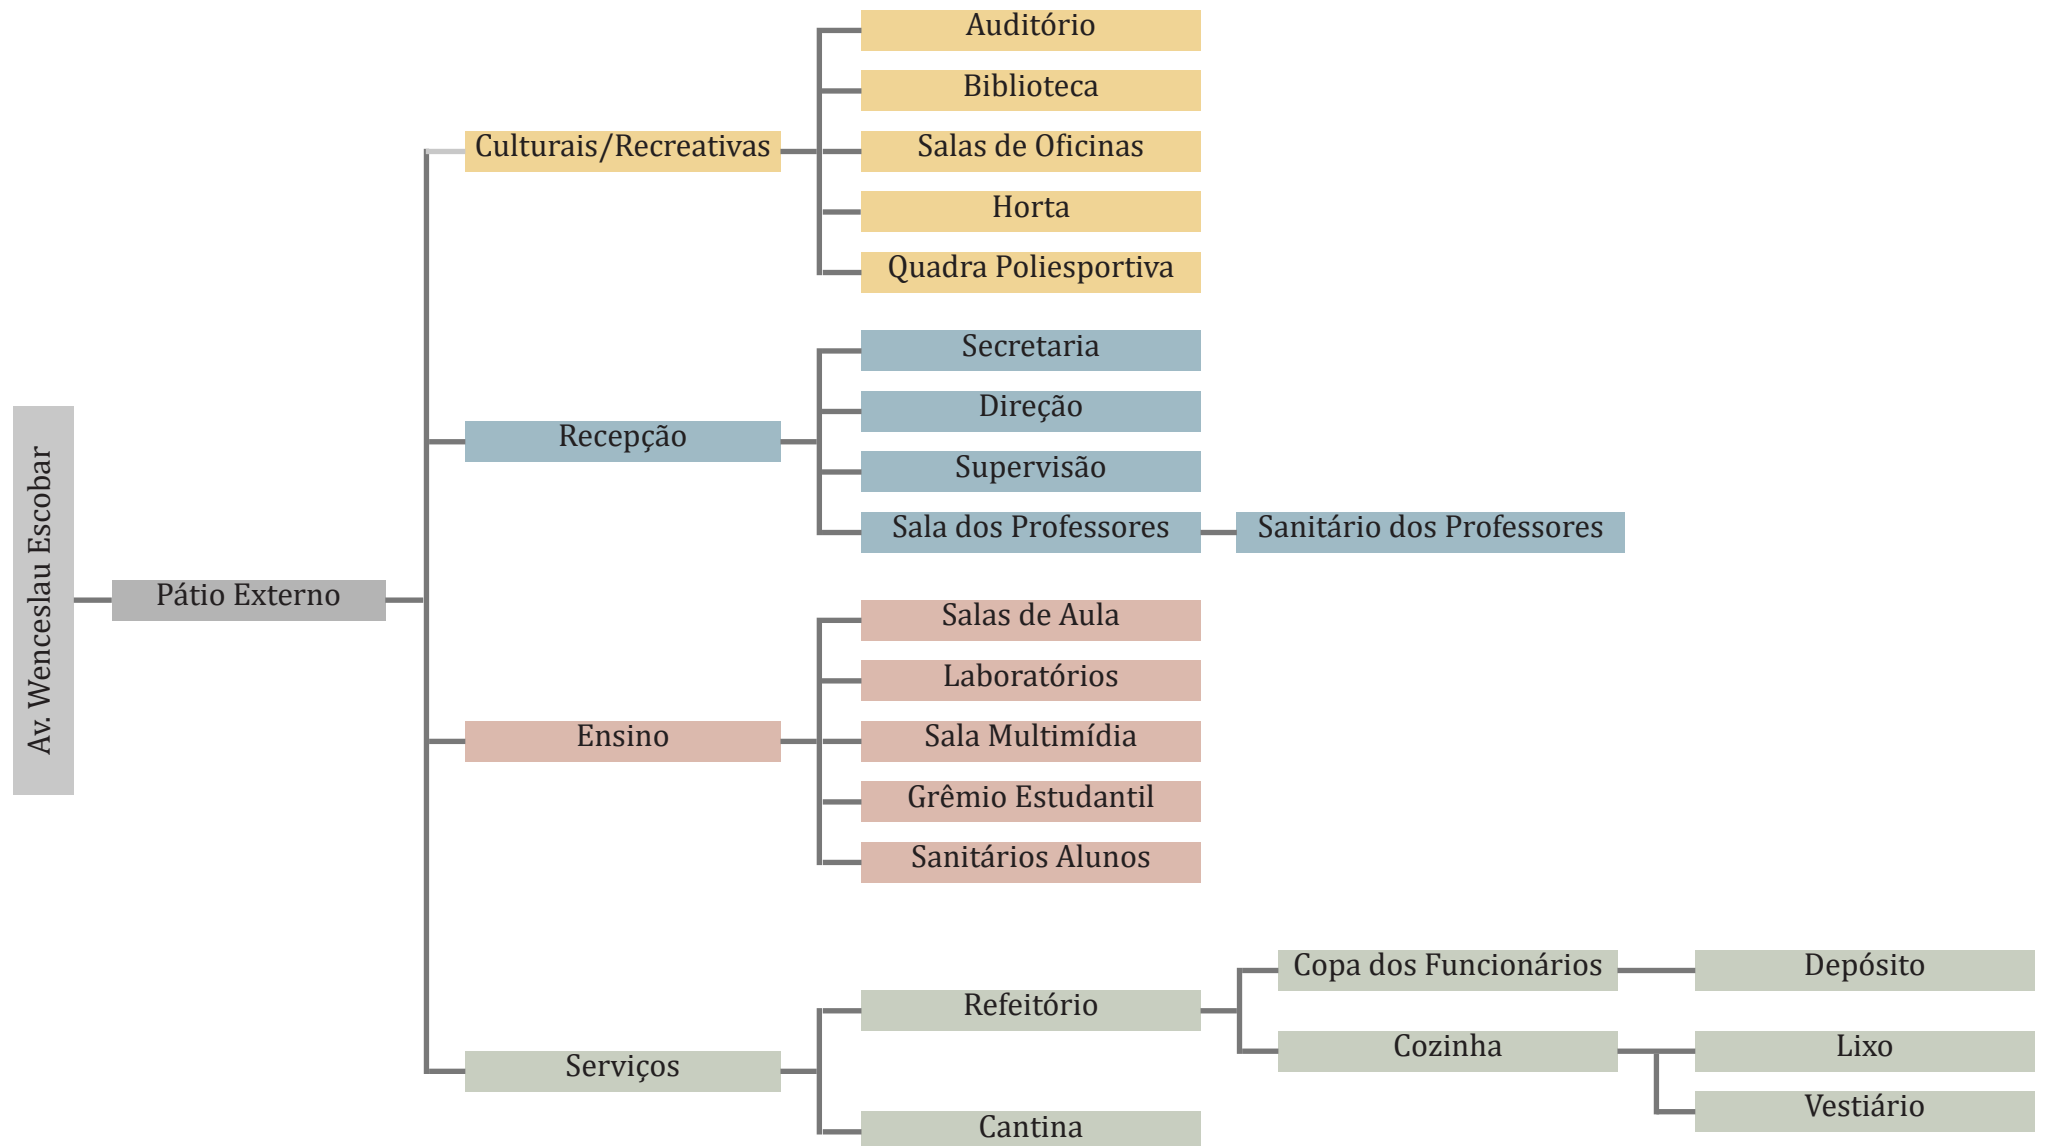 Av. Wenceslau Escobar
Pátio Externo
Culturais/Recreativas
Auditório
Biblioteca
Salas de Oficinas
Horta
Quadra Poliesportiva
Recepção
Secretaria
Direção
Supervisão
Sala dos Professores
Sanitário dos Professores
Ensino
Salas de Aula
Laboratórios
Sala Multimídia
Grêmio Estudantil
Sanitários Alunos
Serviços
Refeitório
Copa dos Funcionários
Depósito
Cozinha
Lixo
Vestiário
Cantina